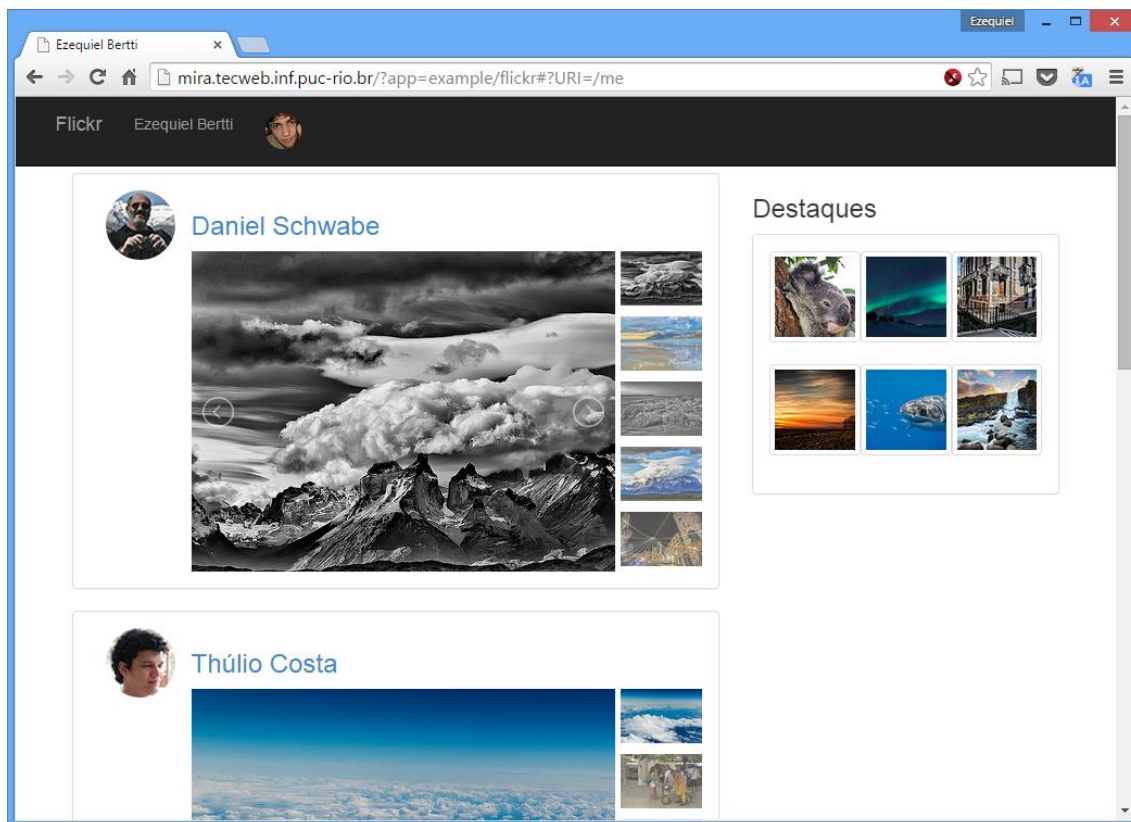 Ezequiel
Ezequiel Bertti
mira.tecweb.inf.puc-rio.br/?app=example/flickr#?URI=/me
Flickr Ezequiel Bertti
Daniel Schwabe
Destaques
Thúlio Costa